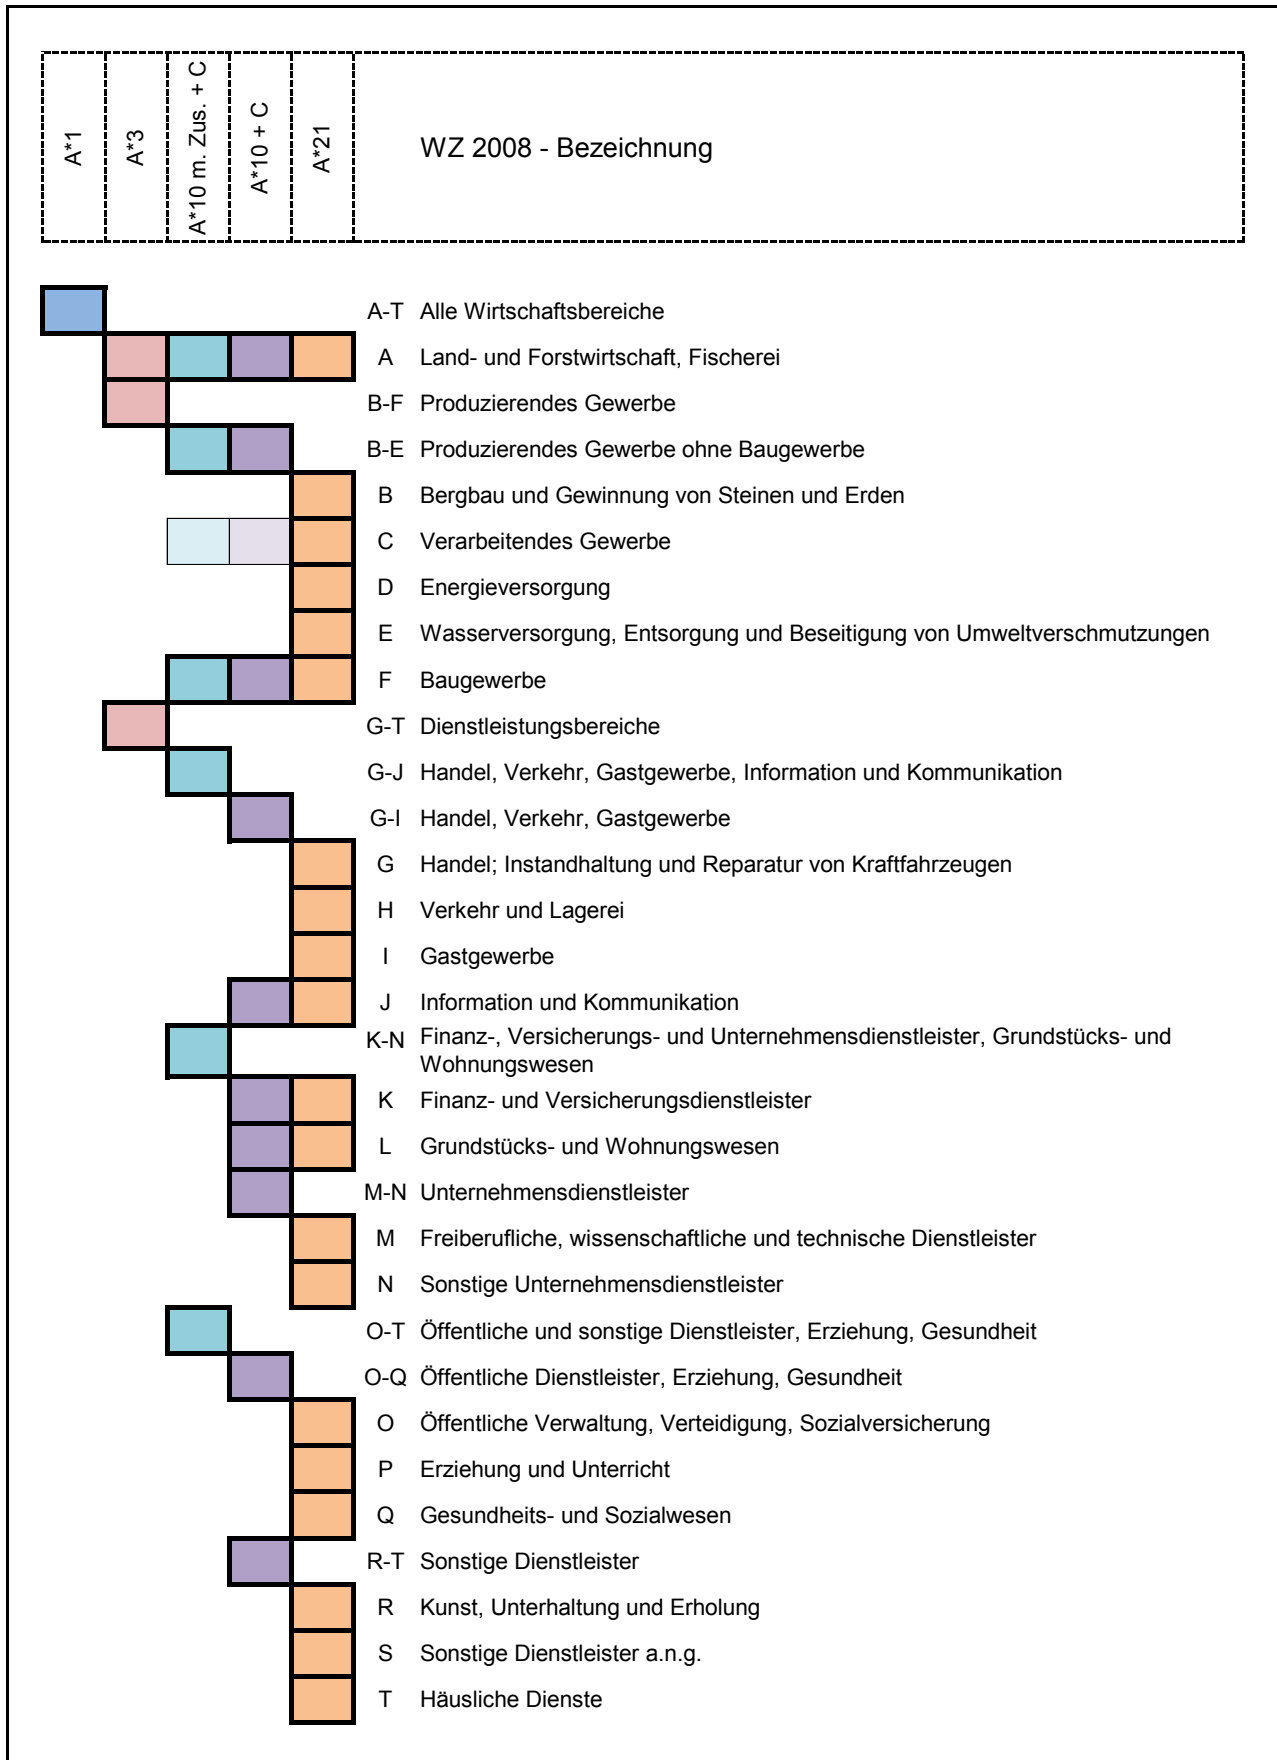 A*1
A*3
A*10 m. Zus. + C
A*10 + C
A*21
WZ 2008 - Bezeichnung
A-T Alle Wirtschaftsbereiche
A Land- und Forstwirtschaft, Fischerei
B-F Produzierendes Gewerbe
B-E Produzierendes Gewerbe ohne Baugewerbe
B Bergbau und Gewinnung von Steinen und Erden
C Verarbeitendes Gewerbe
D Energieversorgung
E Wasserversorgung, Entsorgung und Beseitigung von Umweltverschmutzungen
F Baugewerbe
G-T Dienstleistungsbereiche
G-J Handel, Verkehr, Gastgewerbe, Information und Kommunikation
G-I Handel, Verkehr, Gastgewerbe
G Handel; Instandhaltung und Reparatur von Kraftfahrzeugen
H Verkehr und Lagerei
I Gastgewerbe
J Information und Kommunikation
K-N Finanz-, Versicherungs- und Unternehmensdienstleister, Grundstücks- und
Wohnungswesen
K Finanz- und Versicherungsdienstleister
L Grundstücks- und Wohnungswesen
M-N Unternehmensdienstleister
M Freiberufliche, wissenschaftliche und technische Dienstleister
N Sonstige Unternehmensdienstleister
O-T Öffentliche und sonstige Dienstleister, Erziehung, Gesundheit
O-Q Öffentliche Dienstleister, Erziehung, Gesundheit
O Öffentliche Verwaltung, Verteidigung, Sozialversicherung
P Erziehung und Unterricht
Q Gesundheits- und Sozialwesen
R-T Sonstige Dienstleister
R Kunst, Unterhaltung und Erholung
S Sonstige Dienstleister a.n.g.
T Häusliche Dienste